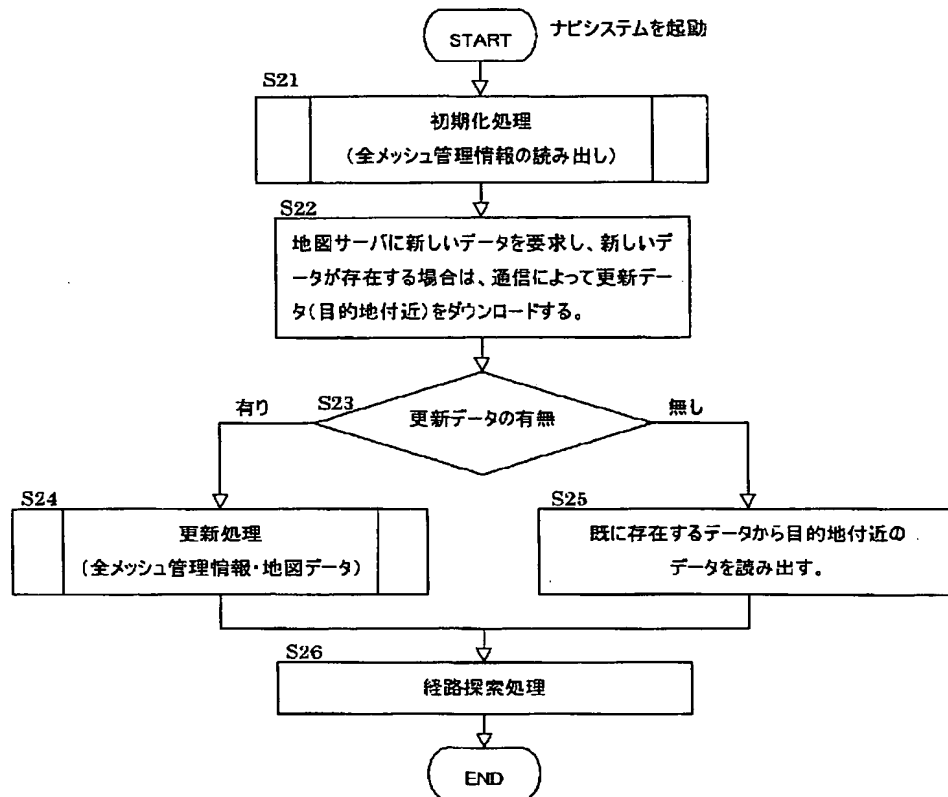 START
ナビシステムを起動
S21
初期化処理
(全メッシュ管理情報の読み出し)
S22
地図サーバに新しいデータを要求し、新しいデ
ータが存在する場合は、通信によって更新デー
タ(目的地付近)をダウンロードする。
S23
更新データの有無
有り
無し
S24
更新処理
(全メッシュ管理情報・地図データ)
S25
既に存在するデータから目的地付近の
データを読み出す。
S26
経路探索処理
END